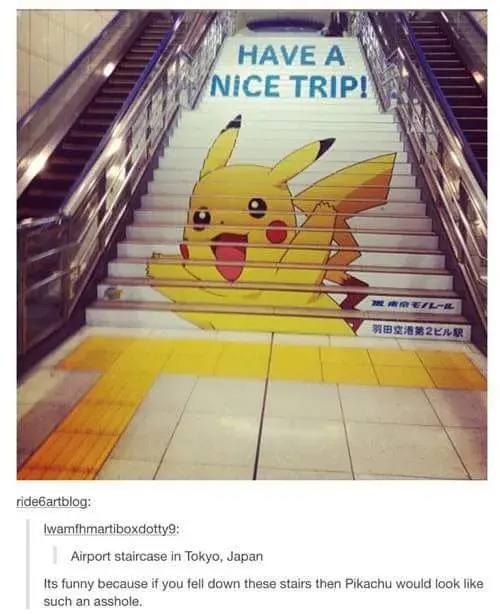 HAVE A
NICE TRIP!
東京モノレール
羽田空港第2ビル駅
ride6artblog:
lwamfhmartiboxdotty9:
Airport staircase in Tokyo, Japan
Its funny because if you fell down these stairs then Pikachu would look like
such an asshole.